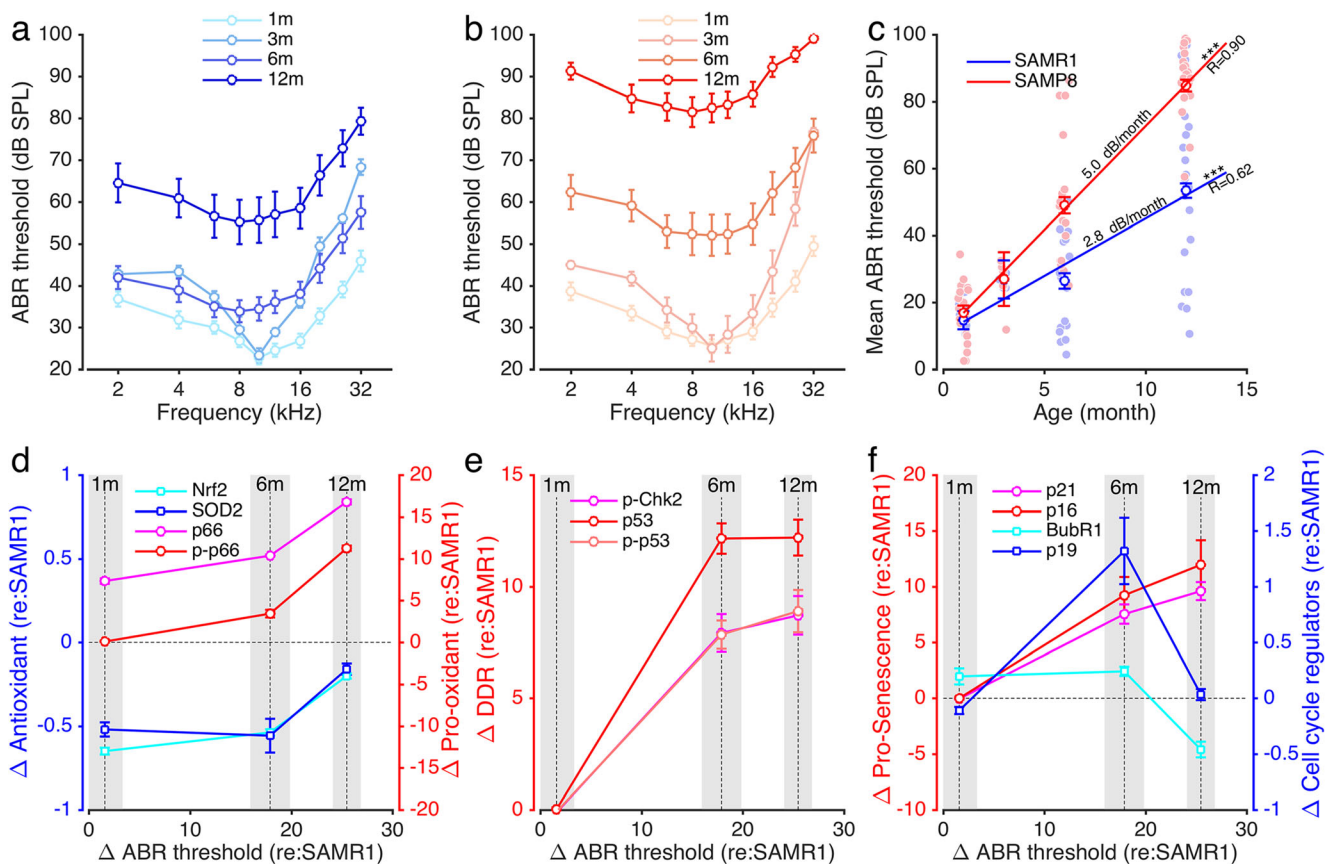 a
1m
3m
6m
12m
100
90
80
70
60
50
40
30
20
ABR threshold (dB SPL)
2
4
8
16
32
Frequency (kHz)
b
1m
3m
6m
12m
100
90
80
70
60
50
40
30
20
ABR threshold (dB SPL)
2
4
8
16
32
Frequency (kHz)
c
SAMR1
SAMP8
*** 
R=0.90
5.0 dB/month
***
R=0.62
2.8 dB/month
100
80
60
40
20
0
Mean ABR threshold (dB SPL)
0
5
10
15
Age (month)
d
1m
6m
12m
Nrf2
SOD2
p66
p-p66
1
0.5
0
-0.5
-1
Δ Antioxidant (re:SAMR1)
20
15
10
5
0
-5
-10
-15
-20
Δ Pro-oxidant (re:SAMR1)
0
10
20
30
Δ ABR threshold (re:SAMR1)
e
1m
6m
12m
p-Chk2
p53
p-p53
15
10
5
0
Δ DDR (re:SAMR1)
0
10
20
30
Δ ABR threshold (re:SAMR1)
f
1m
6m
12m
p21
p16
BubR1
p19
20
15
10
5
0
-5
-10
Δ Pro-Senescence (re:SAMR1)
2
1.5
1
0.5
0
-0.5
-1
Δ Cell cycle regulators (re:SAMR1)
0
10
20
30
Δ ABR threshold (re:SAMR1)